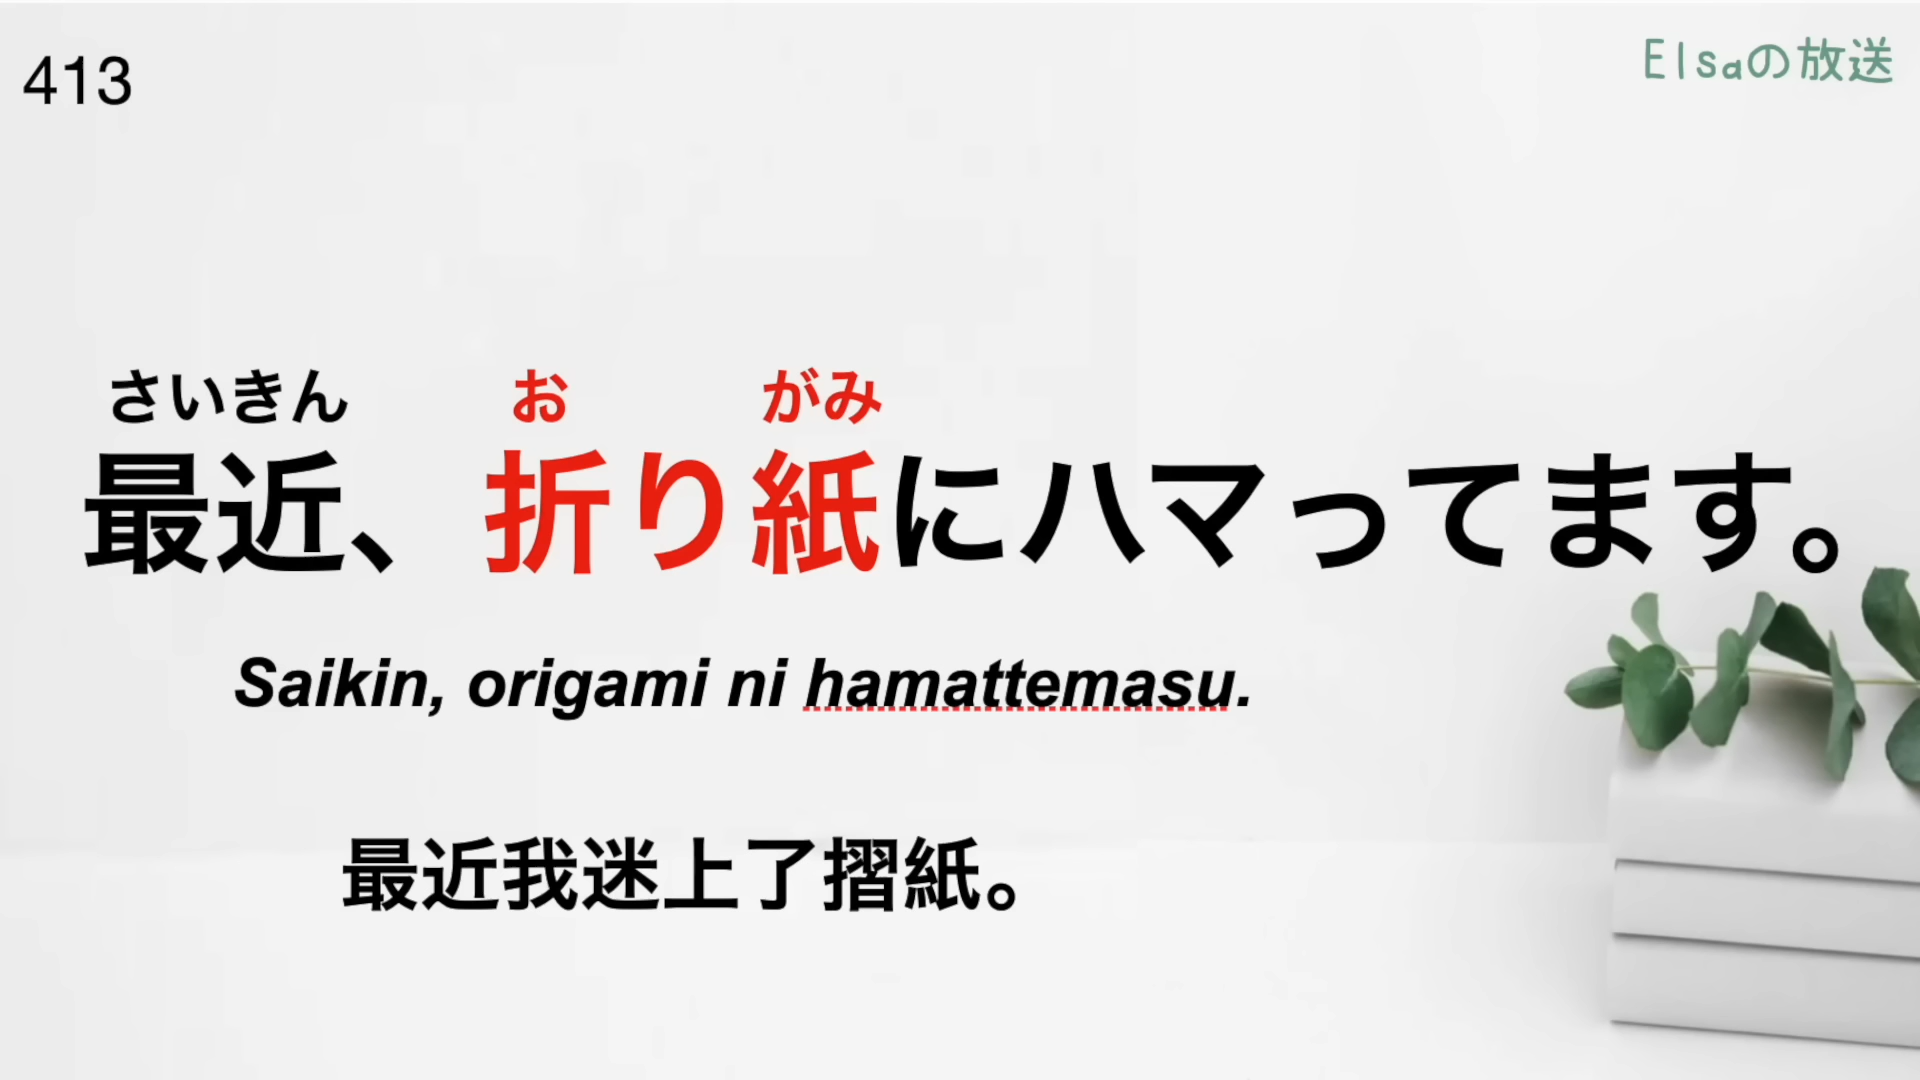 413
Elsaの放送
さいきん お がみ
最近、折り紙にハマってます。
Saikin, origami ni hamattemasu.
最近我迷上了摺紙。